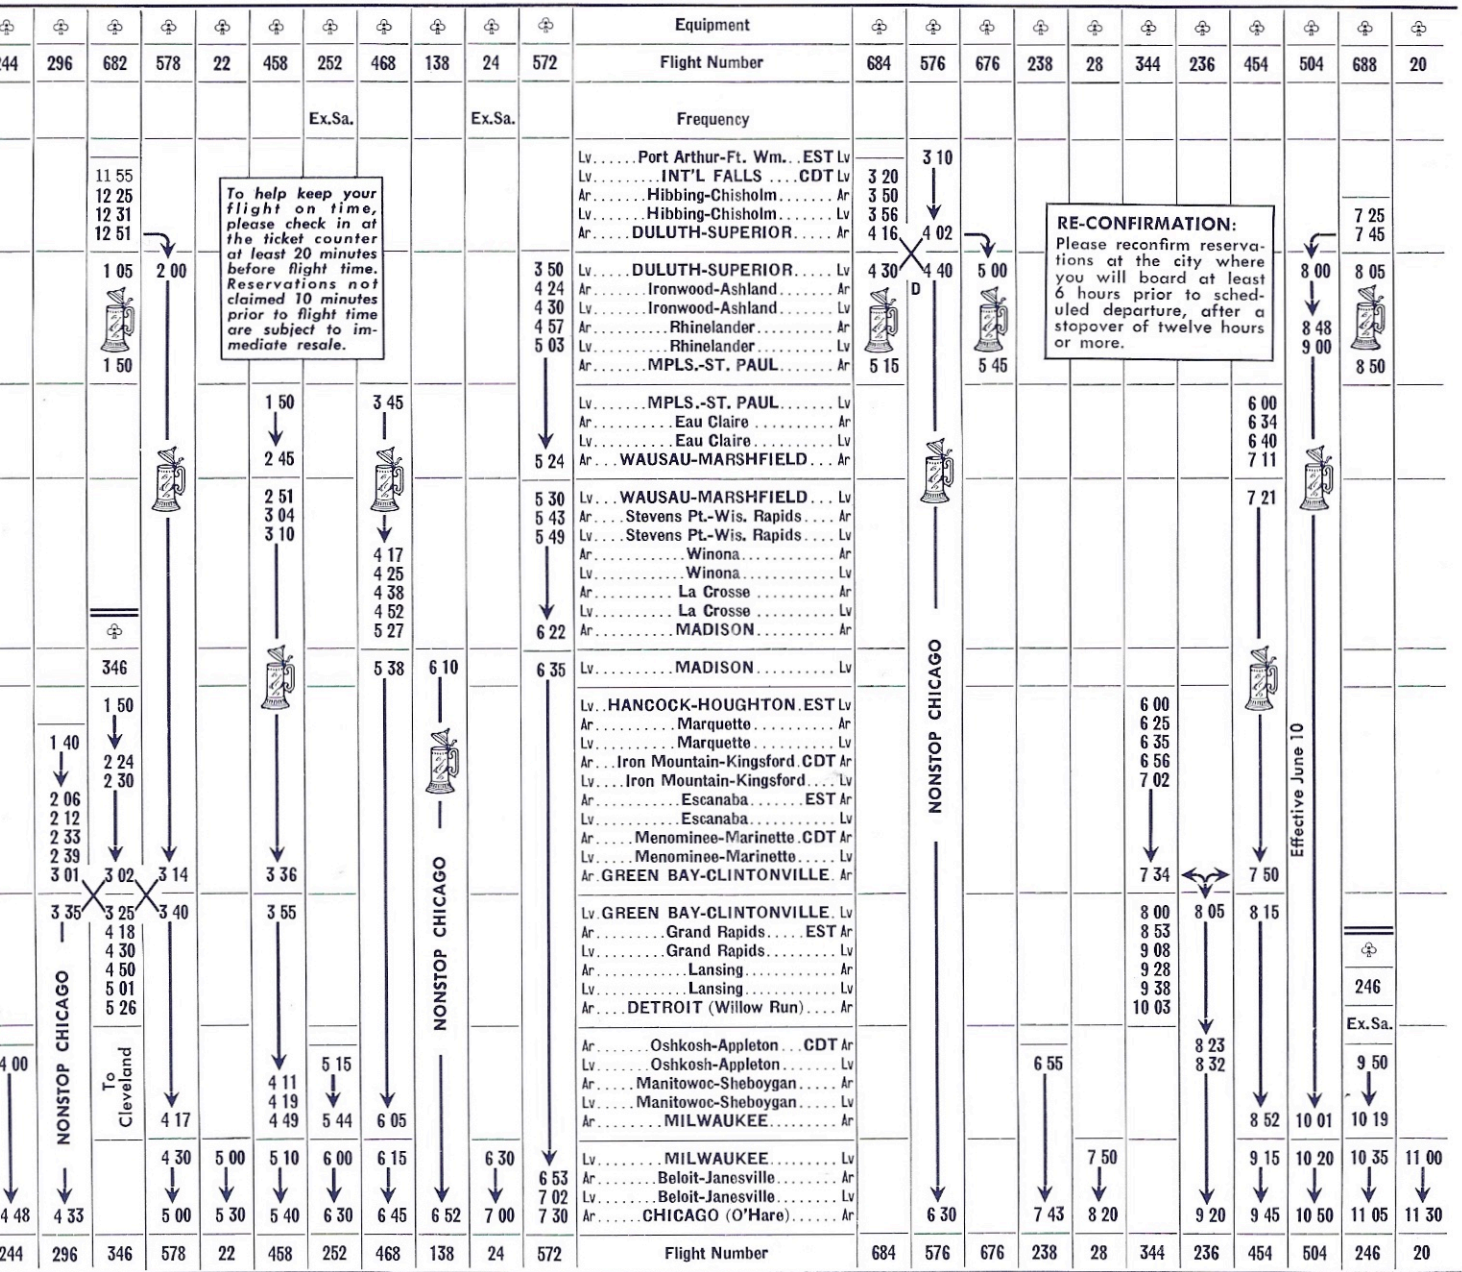 Equipment
44 296 682 578 22 458 252 468 138 24 572 Flight Number 684 576 676 238 28 344 236 454 504 688 20
Ex.Sa. Ex.Sa. Frequency
Lv......Port Arthur-Ft. Wm...EST Lv 3 10
11 55 Lv.........INT'L FALLS ....CDT Lv 3 20
12 25 Ar.........Hibbing-Chisholm.......Ar 3 50
12 31 Lv.........Hibbing-Chisholm.......Lv 3 56 7 25
12 51 Ar......DULUTH-SUPERIOR.....Ar 4 16 4 02 7 45
To help keep your
flight on time,
please check in at
the ticket counter
at least 20 minutes
before flight time.
Reservations not
claimed 10 minutes
prior to flight time
are subject to im-
mediate resale.
RE-CONFIRMATION:
Please reconfirm reserva-
tions at the city where
you will board at least
6 hours prior to sched-
uled departure, after a
stopover of twelve hours
or more.
1 05 2 00 3 50 Lv......DULUTH-SUPERIOR.....Lv 4 30 4 40 5 00 8 00 8 05
4 24 Ar.........Ironwood-Ashland.......Ar D
4 30 Lv.........Ironwood-Ashland.......Lv
4 57 Ar............Rhinelander..........Ar 8 48
5 03 Lv............Rhinelander..........Lv 9 00
1 50 Ar.........MPLS.-ST. PAUL.......Ar 5 15 5 45 8 50
1 50 3 45 Lv.........MPLS.-ST. PAUL.......Lv 6 00
Ar............Eau Claire ..........Ar 6 34
Lv............Eau Claire ..........Lv 6 40
2 45 5 24 Ar...WAUSAU-MARSHFIELD...Ar 7 11
2 51 5 30 Lv...WAUSAU-MARSHFIELD...Lv 7 21
3 04 5 43 Ar....Stevens Pt.-Wis. Rapids....Ar
3 10 5 49 Lv....Stevens Pt.-Wis. Rapids....Lv
4 17 Ar.............Winona.............Ar
4 25 Lv.............Winona.............Lv
4 38 Ar............La Crosse ..........Ar
4 52 Lv............La Crosse ..........Lv
5 27 6 22 Ar............MADISON..........Ar
346 5 38 6 10 6 35 Lv............MADISON..........Lv
1 50 Lv..HANCOCK-HOUGHTON.EST Lv 6 00
Ar............Marquette...........Ar 6 25
1 40 Lv............Marquette...........Lv 6 35
2 24 Ar...Iron Mountain-Kingsford.CDT Ar 6 56
2 30 Lv....Iron Mountain-Kingsford....Lv 7 02
2 06 Ar............Escanaba.......EST Ar
2 12 Lv............Escanaba..........Lv
2 33 Ar.....Menominee-Marinette.CDT Ar
2 39 Lv.....Menominee-Marinette.....Lv
3 01 3 02 3 14 3 36 Ar.GREEN BAY-CLINTONVILLE.Ar 7 34 7 50
3 35 3 25 3 40 3 55 Lv.GREEN BAY-CLINTONVILLE.Lv 8 00 8 05 8 15
4 18 Ar..........Grand Rapids.....EST Ar 8 53
4 30 Lv..........Grand Rapids.........Lv 9 08
4 50 Ar.............Lansing............Ar 9 28
5 01 Lv.............Lansing............Lv 9 38 246
5 26 Ar....DETROIT (Willow Run)....Ar 10 03
Ex.Sa.
Ar.........Oshkosh-Appleton...CDT Ar 8 23
4 00 5 15 Lv.........Oshkosh-Appleton.......Lv 6 55 8 32 9 50
4 11 Ar......Manitowoc-Sheboygan.....Ar
4 19 Lv......Manitowoc-Sheboygan.....Lv
4 17 4 49 5 44 6 05 Ar...........MILWAUKEE.........Ar 8 52 10 01 10 19
4 30 5 00 5 10 6 00 6 15 6 30 Lv...........MILWAUKEE.........Lv 7 50 9 15 10 20 10 35 11 00
6 53 Ar.........Beloit-Janesville........Ar
7 02 Lv.........Beloit-Janesville........Lv
4 48 4 33 5 00 5 30 5 40 6 30 6 45 6 52 7 00 7 30 Ar.......CHICAGO (O'Hare)......Ar 6 30 7 43 8 20 9 20 9 45 10 50 11 05 11 30
NONSTOP CHICAGO
To
Cleveland
NONSTOP CHICAGO
NONSTOP CHICAGO
Effective June 10
244 296 346 578 22 458 252 468 138 24 572 Flight Number 684 576 676 238 28 344 236 454 504 246 20